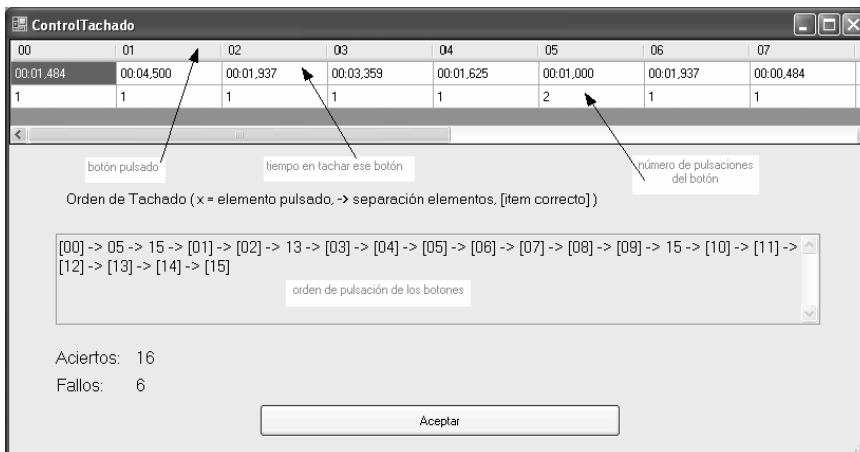 ControlTachado
00 01 02 03 04 05 06 07
00:01,484 00:04,500 00:01,937 00:03,359 00:01,625 00:01,000 00:01,937 00:00,484
1 1 1 1 1 2 1 1
botón pulsado
tiempo en tachar ese botón
número de pulsaciones
del botón
Orden de Tachado ( x = elemento pulsado, -> separación elementos, [item correcto] )
[00] -> 05 -> 15 -> [01] -> [02] -> 13 -> [03] -> [04] -> [05] -> [06] -> [07] -> [08] -> [09] -> 15 -> [10] -> [11] ->
[12] -> [13] -> [14] -> [15]
orden de pulsación de los botones
Aciertos: 16
Fallos: 6
Aceptar